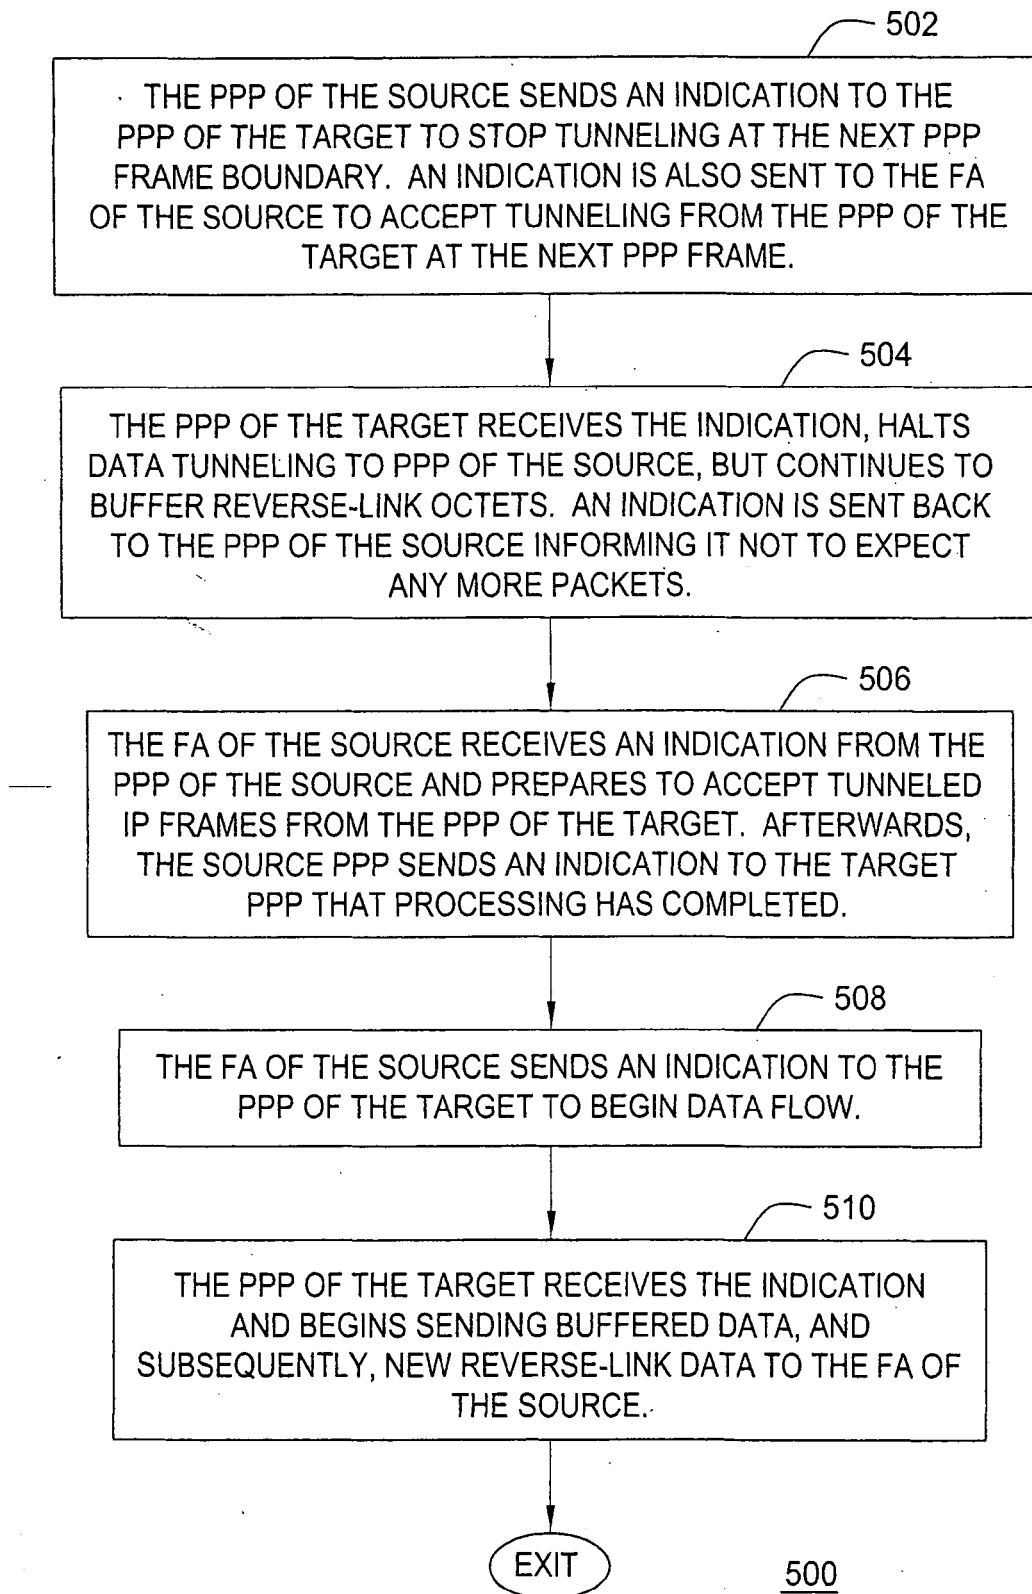 502
THE PPP OF THE SOURCE SENDS AN INDICATION TO THE
PPP OF THE TARGET TO STOP TUNNELING AT THE NEXT PPP
FRAME BOUNDARY. AN INDICATION IS ALSO SENT TO THE FA
OF THE SOURCE TO ACCEPT TUNNELING FROM THE PPP OF THE
TARGET AT THE NEXT PPP FRAME.
504
THE PPP OF THE TARGET RECEIVES THE INDICATION, HALTS
DATA TUNNELING TO PPP OF THE SOURCE, BUT CONTINUES TO
BUFFER REVERSE-LINK OCTETS. AN INDICATION IS SENT BACK
TO THE PPP OF THE SOURCE INFORMING IT NOT TO EXPECT
ANY MORE PACKETS.
506
THE FA OF THE SOURCE RECEIVES AN INDICATION FROM THE
PPP OF THE SOURCE AND PREPARES TO ACCEPT TUNNELED
IP FRAMES FROM THE PPP OF THE TARGET. AFTERWARDS,
THE SOURCE PPP SENDS AN INDICATION TO THE TARGET
PPP THAT PROCESSING HAS COMPLETED.
508
THE FA OF THE SOURCE SENDS AN INDICATION TO THE
PPP OF THE TARGET TO BEGIN DATA FLOW.
510
THE PPP OF THE TARGET RECEIVES THE INDICATION
AND BEGINS SENDING BUFFERED DATA, AND
SUBSEQUENTLY, NEW REVERSE-LINK DATA TO THE FA OF
THE SOURCE.
EXIT
500